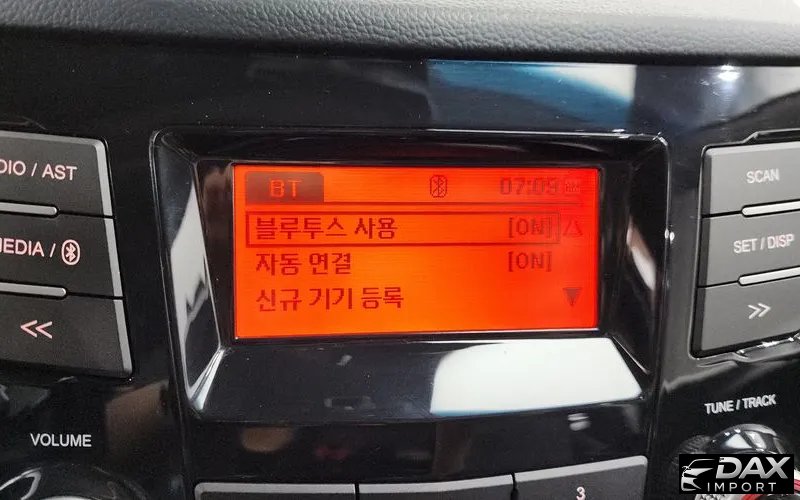 DIO / AST
MEDIA /
<<
VOLUME
BT
07:09
블루투스 사용 [ON]
자동 연결 [ON]
신규 기기 등록
SCAN
SET / DISP
>>
TUNE / TRACK
3
DAX
IMPORT